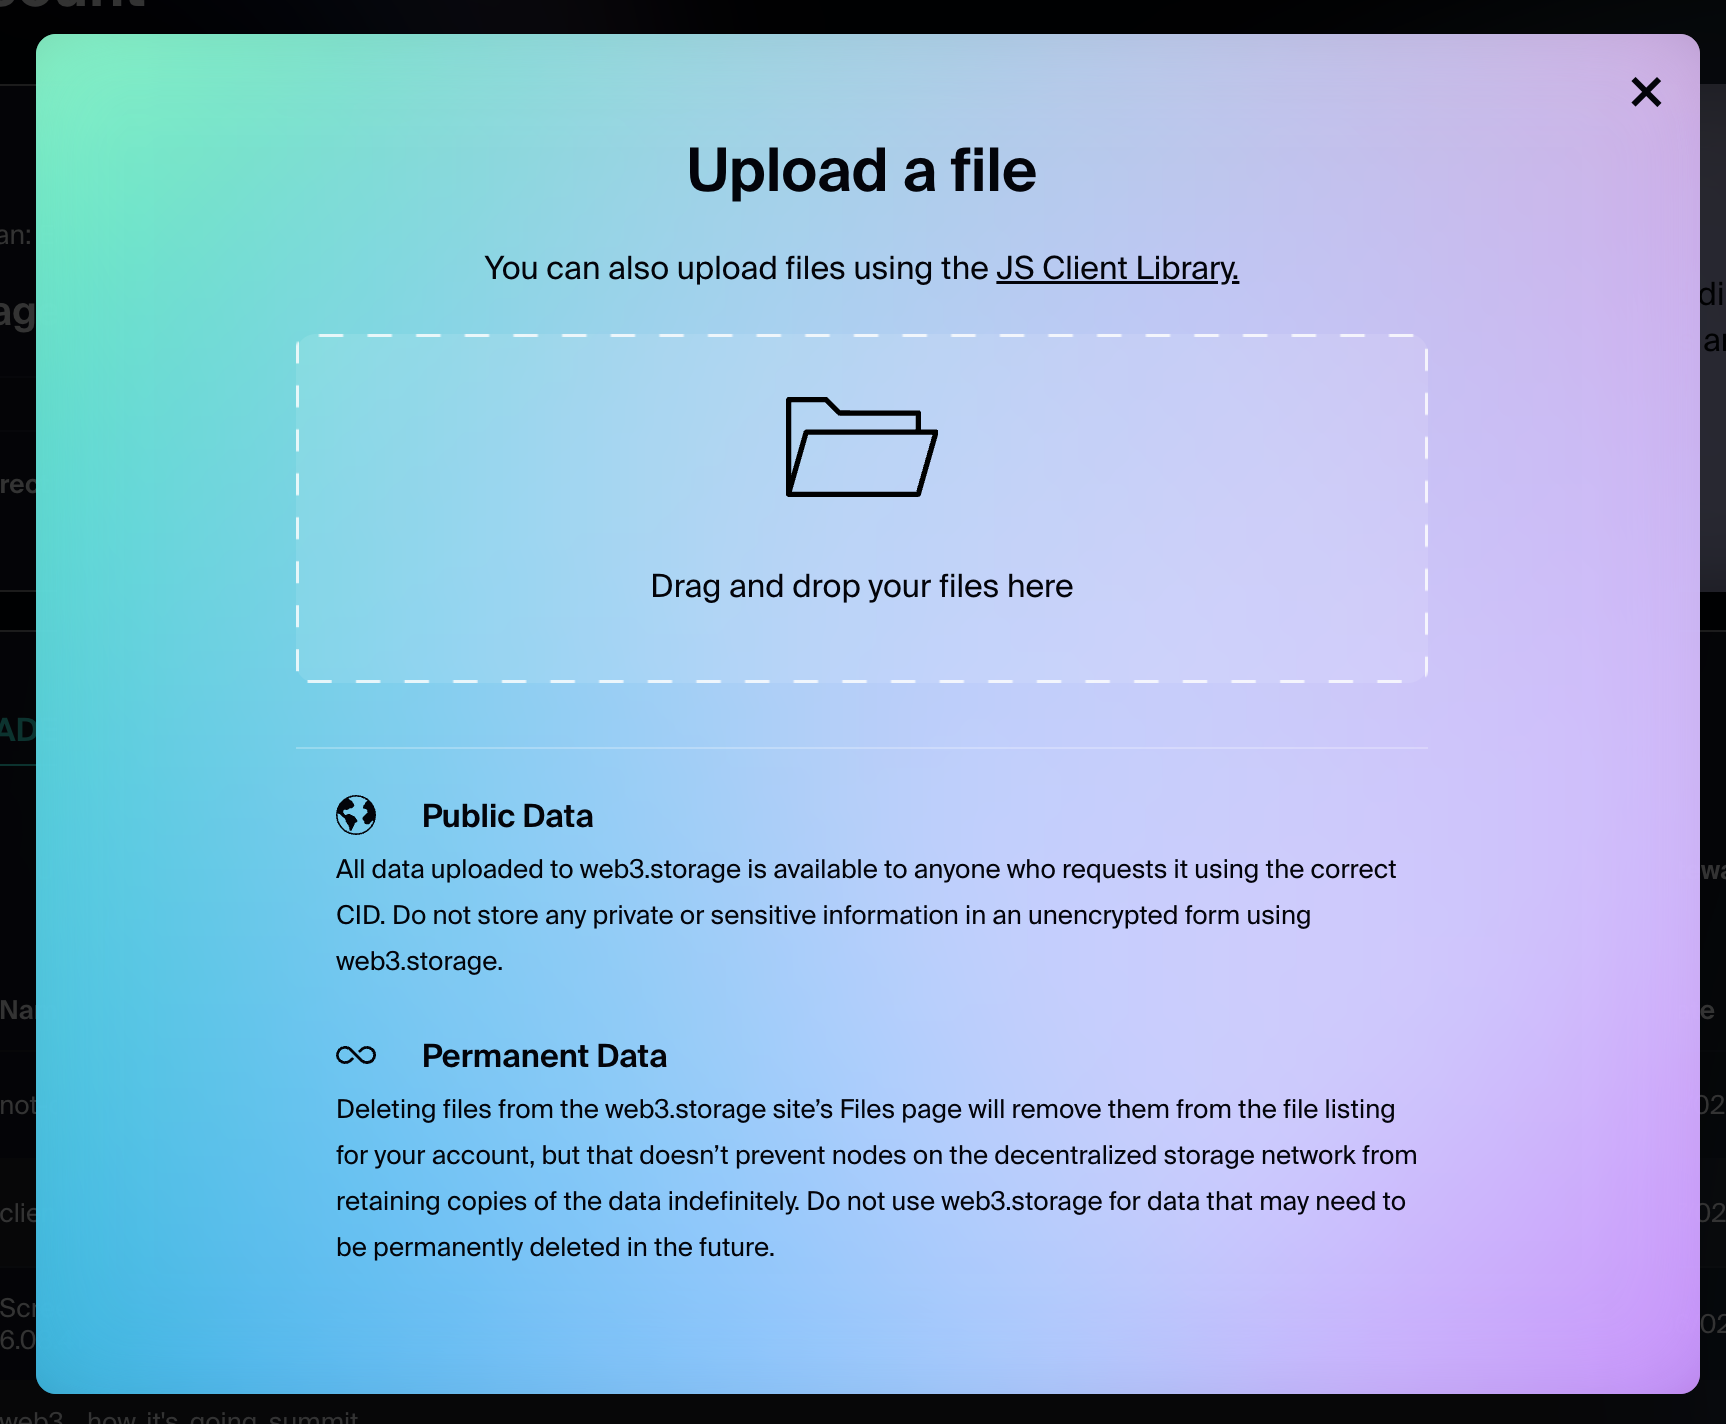 Upload a file
You can also upload files using the JS Client Library.
Drag and drop your files here
Public Data
All data uploaded to web3.storage is available to anyone who requests it using the correct
CID. Do not store any private or sensitive information in an unencrypted form using
web3.storage.
Permanent Data
Deleting files from the web3.storage site’s Files page will remove them from the file listing
for your account, but that doesn’t prevent nodes on the decentralized storage network from
retaining copies of the data indefinitely. Do not use web3.storage for data that may need to
be permanently deleted in the future.
web3_ how it's going summit